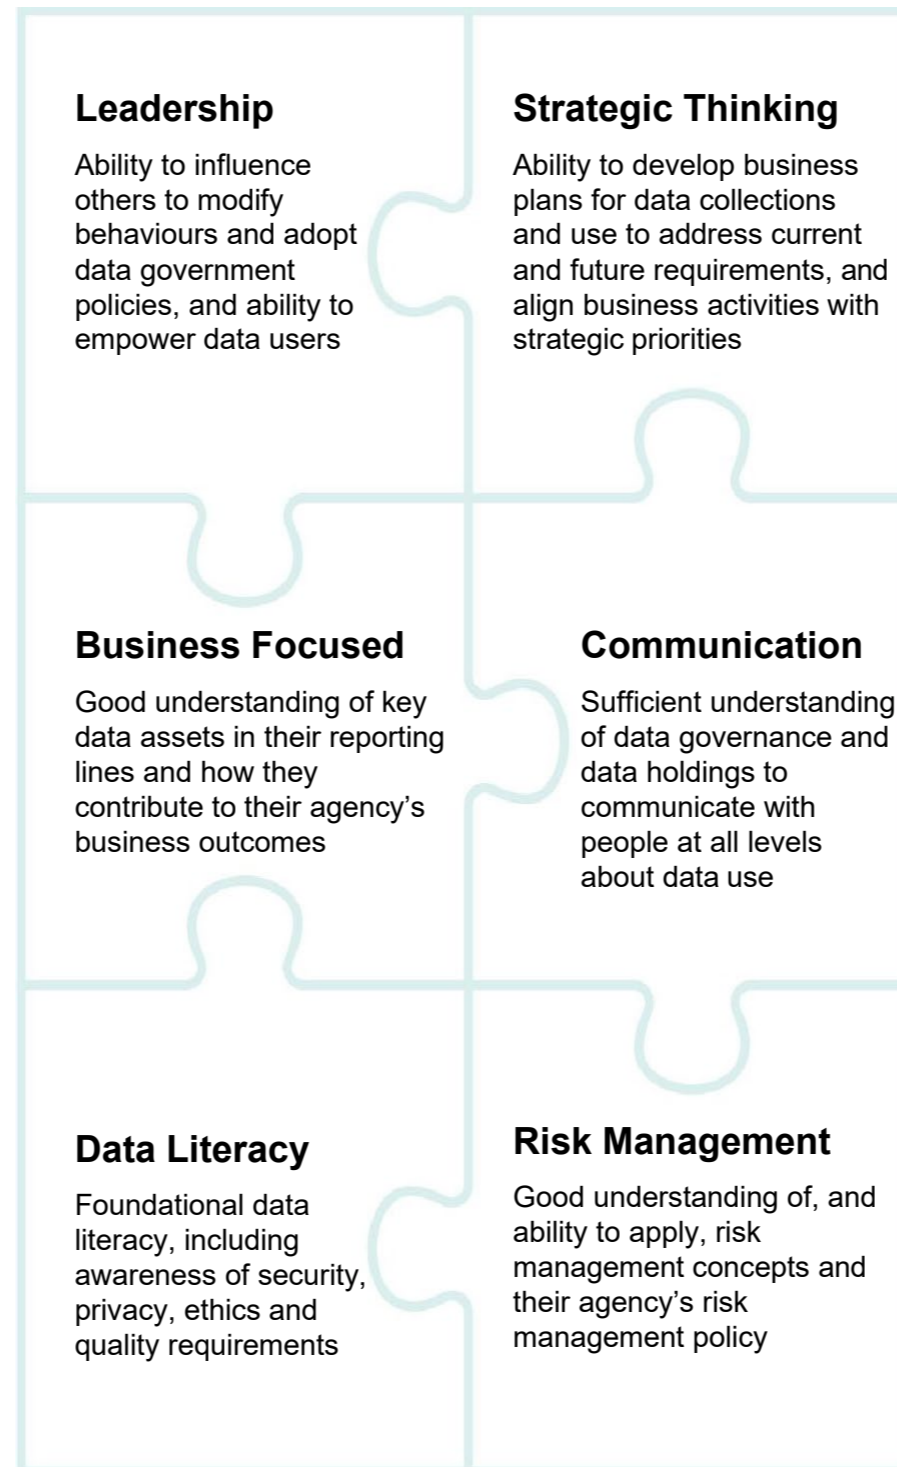 Leadership
Ability to influence
others to modify
behaviours and adopt
data government
policies, and ability to
empower data users
Strategic Thinking
Ability to develop business
plans for data collections
and use to address current
and future requirements, and
align business activities with
strategic priorities
Business Focused
Good understanding of key
data assets in their reporting
lines and how they
contribute to their agency’s
business outcomes
Communication
Sufficient understanding
of data governance and
data holdings to
communicate with
people at all levels
about data use
Data Literacy
Foundational data
literacy, including
awareness of security,
privacy, ethics and
quality requirements
Risk Management
Good understanding of, and
ability to apply, risk
management concepts and
their agency’s risk
management policy